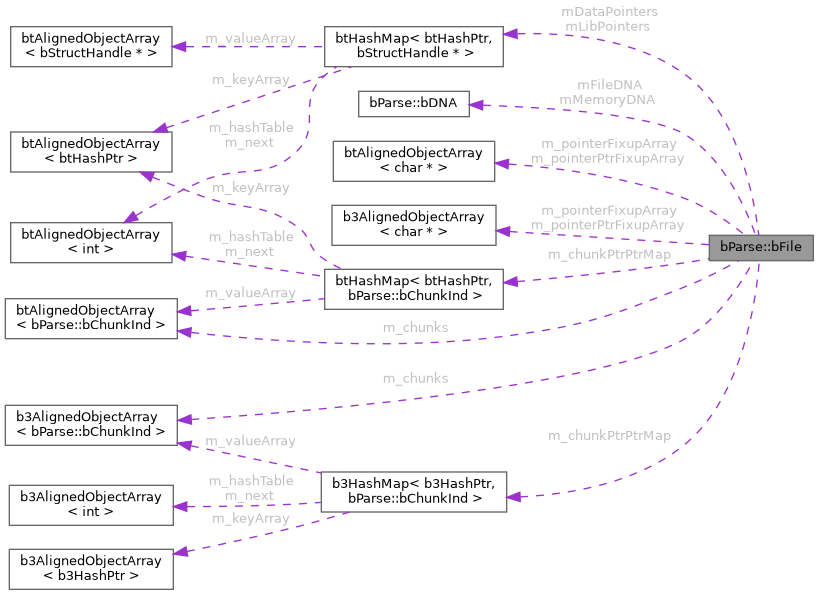 mDataPointers
mLibPointers
btAlignedObjectArray
< bStructHandle * >
m_valueArray
btHashMap< btHashPtr,
bStructHandle * >
m_keyArray
mFileDNA
mMemoryDNA
bParse::bDNA
m_hashTable
m_next
btAlignedObjectArray
< btHashPtr >
m_pointerFixupArray
m_pointerPtrFixupArray
btAlignedObjectArray
< char * >
m_keyArray
m_pointerFixupArray
m_pointerPtrFixupArray
b3AlignedObjectArray
< char * >
btAlignedObjectArray
< int >
m_hashTable
m_next
bParse::bFile
m_chunkPtrPtrMap
btHashMap< btHashPtr,
bParse::bChunkInd >
m_valueArray
btAlignedObjectArray
< bParse::bChunkInd >
m_chunks
m_chunks
b3AlignedObjectArray
< bParse::bChunkInd >
m_valueArray
m_chunkPtrPtrMap
b3HashMap< b3HashPtr,
bParse::bChunkInd >
m_hashTable
m_next
b3AlignedObjectArray
< int >
m_keyArray
b3AlignedObjectArray
< b3HashPtr >